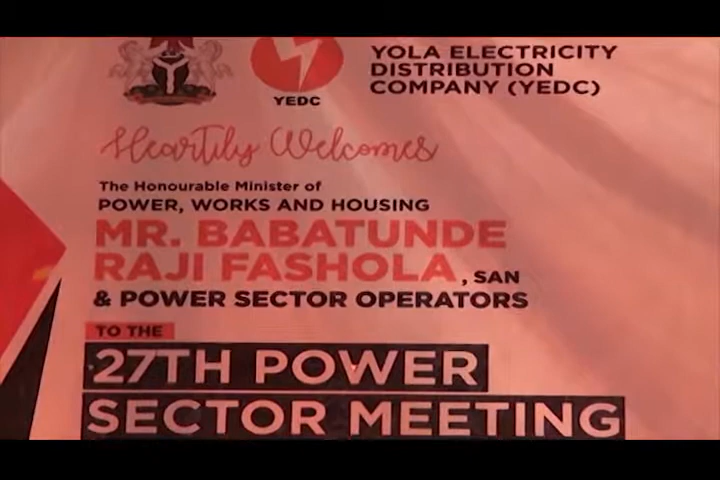 YOLA ELECTRICITY
DISTRIBUTION
COMPANY (YEDC)
YEDC
Heartily Welcomes
The Honourable Minister of
POWER, WORKS AND HOUSING
MR. BABATUNDE
RAJI FASHOLA, SAN
& POWER SECTOR OPERATORS
TO THE
27TH POWER
SECTOR MEETING